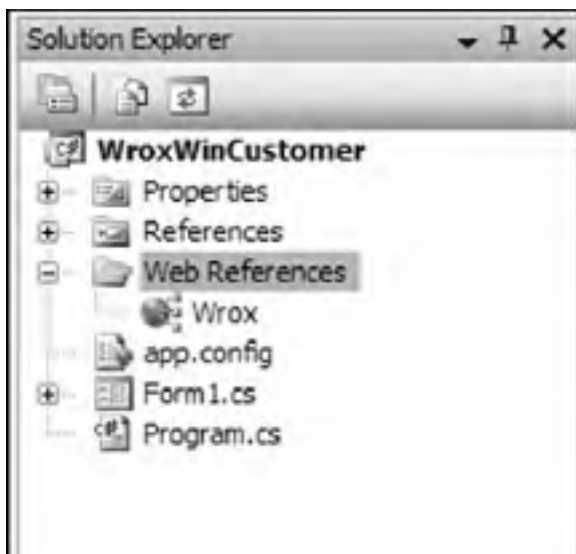 Solution Explorer
WroxWinCustomer
Properties
References
Web References
Wrox
app.config
Form1.cs
Program.cs